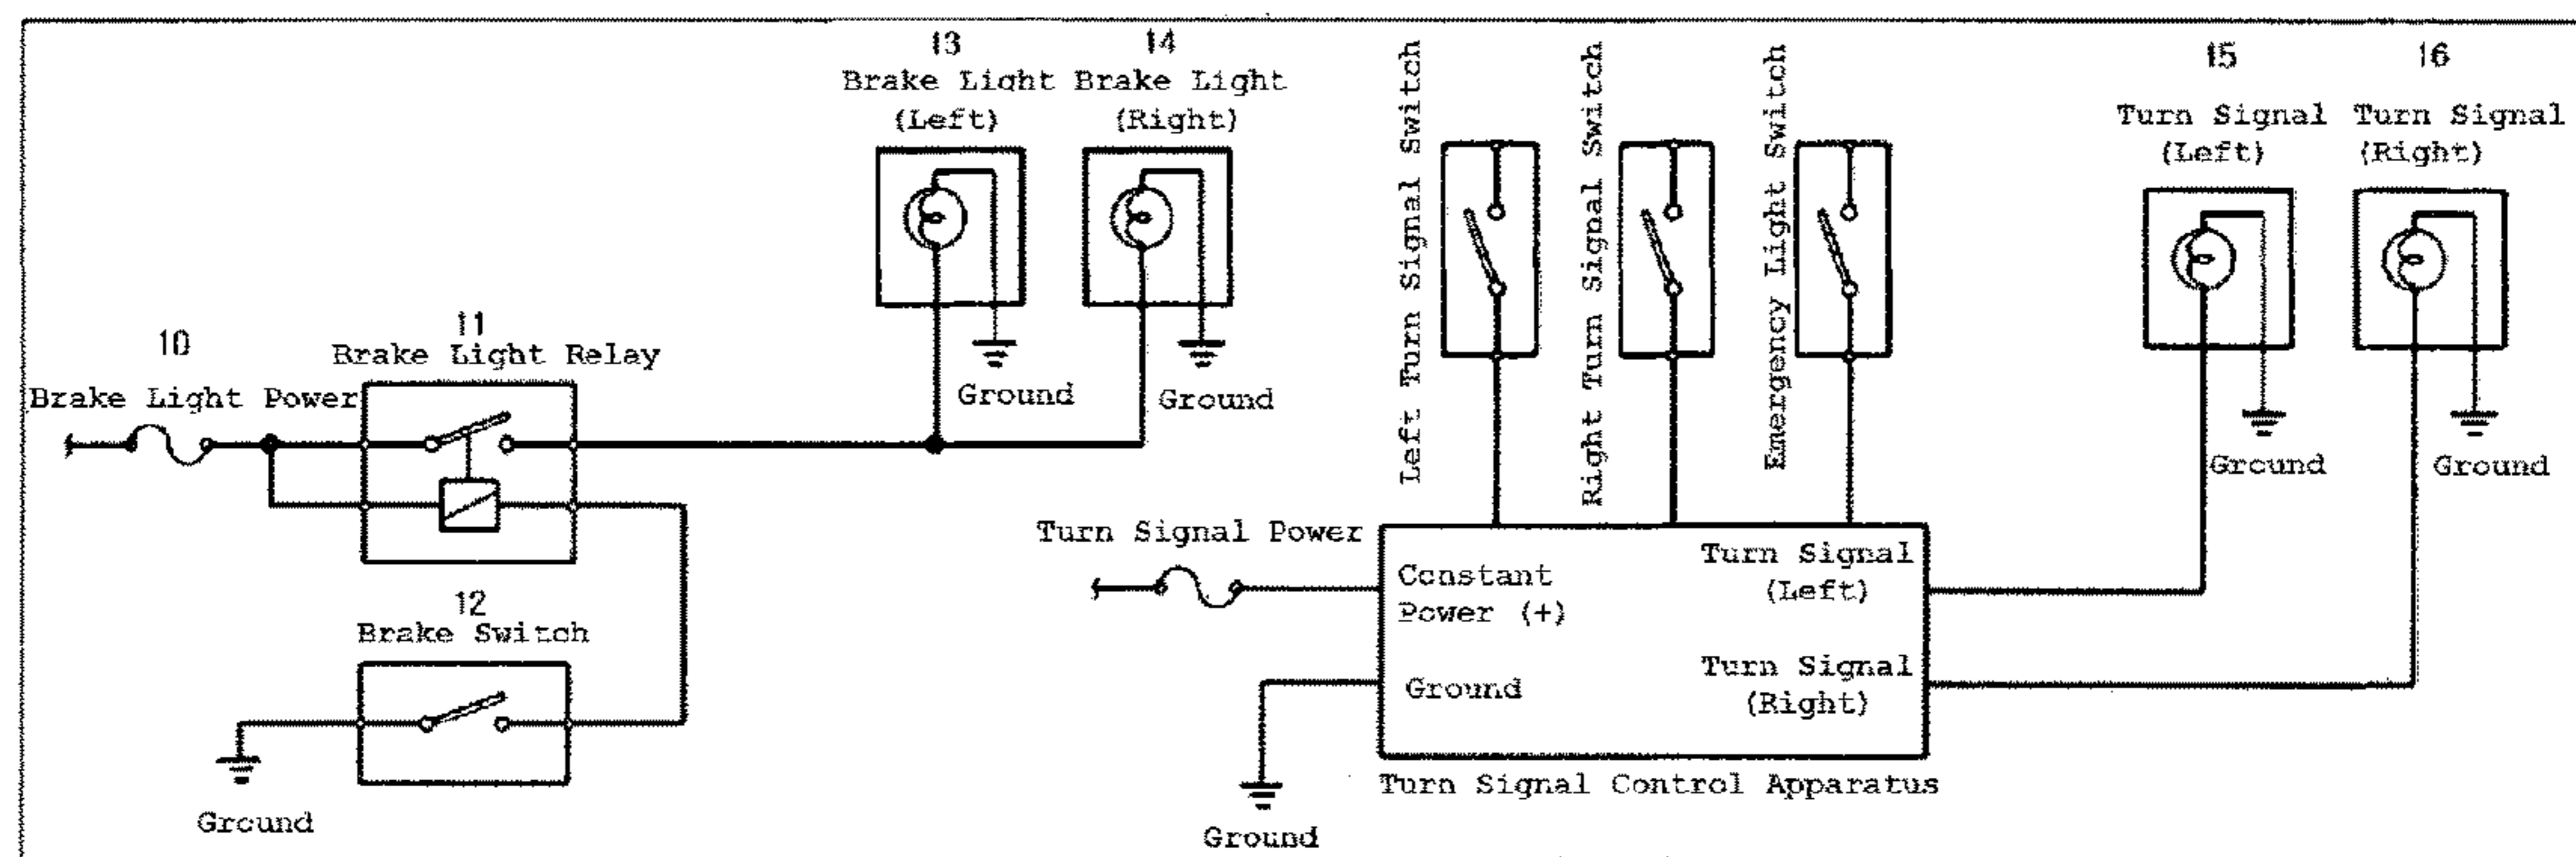 13
Brake Light
(Left)
14
Brake Light
(Right)
Left Turn Signal Switch
Right Turn Signal Switch
Emergency Light Switch
15
Turn Signal
(Left)
16
Turn Signal
(Right)
10
Brake Light Power
11
Brake Light Relay
Ground
Ground
Ground
Ground
12
Brake Switch
Ground
Turn Signal Power
Constant
Power (+)
Ground
Turn Signal
(Left)
Turn Signal
(Right)
Turn Signal Control Apparatus
Ground